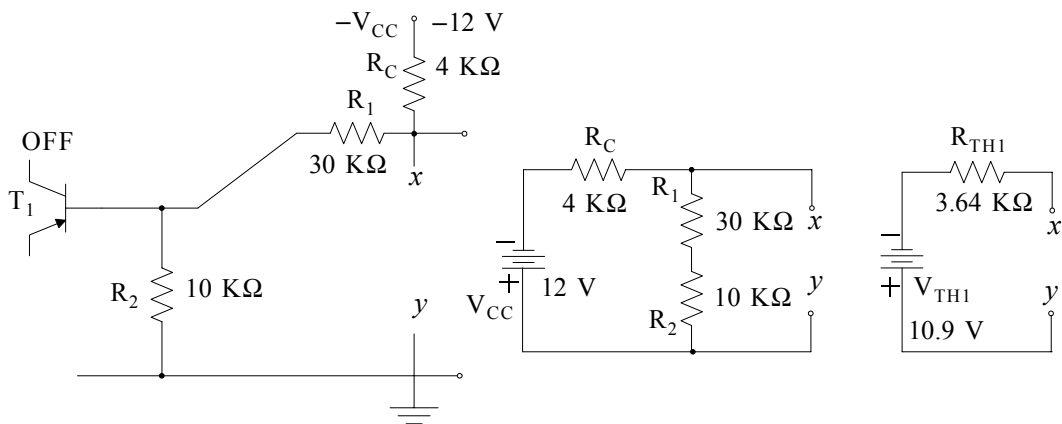 −V_CC −12 V
R_C 4 KΩ
R_1
30 KΩ
x
OFF
T_1
R_2 10 KΩ
y
R_C
4 KΩ
R_1
30 KΩ
x
−
+
V_CC
12 V
R_2
10 KΩ
y
R_TH1
3.64 KΩ
x
−
+
V_TH1
10.9 V
y